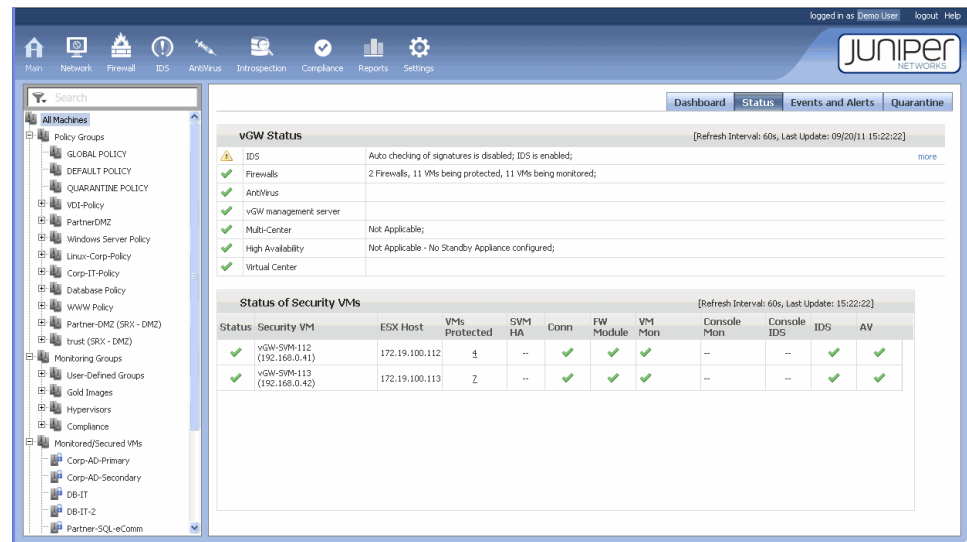 logged in as Demo User logout Help
Main Network Firewall IDS AntiVirus Introspection Compliance Reports Settings
JUNIPER
NETWORKS
Search
All Machines
Policy Groups
GLOBAL POLICY
DEFAULT POLICY
QUARANTINE POLICY
VDI-Policy
PartnerDMZ
Windows Server Policy
Linux-Corp-Policy
Corp-IT-Policy
Database Policy
WWW Policy
Partner-DMZ (SRX - DMZ)
trust (SRX - DMZ)
Monitoring Groups
User-Defined Groups
Gold Images
Hypervisors
Compliance
Monitored/Secured VMs
Corp-AD-Primary
Corp-AD-Secondary
DB-IT
DB-IT-2
Partner-SQL-eComm
Dashboard Status Events and Alerts Quarantine
vGW Status [Refresh Interval: 60s, Last Update: 09/20/11 15:22:22]
IDS Auto checking of signatures is disabled; IDS is enabled; more
Firewalls 2 Firewalls, 11 VMs being protected, 11 VMs being monitored;
AntiVirus
vGW management server
Multi-Center Not Applicable;
High Availability Not Applicable - No Standby Appliance configured;
Virtual Center
Status of Security VMs [Refresh Interval: 60s, Last Update: 15:22:22]
Status Security VM ESX Host VMs Protected SVM HA Conn FW Module VM Mon Console Mon Console IDS IDS AV
vGW-SVM-112 (192.168.0.41) 172.19.100.112 4 -- -- --
vGW-SVM-113 (192.168.0.42) 172.19.100.113 7 -- -- --